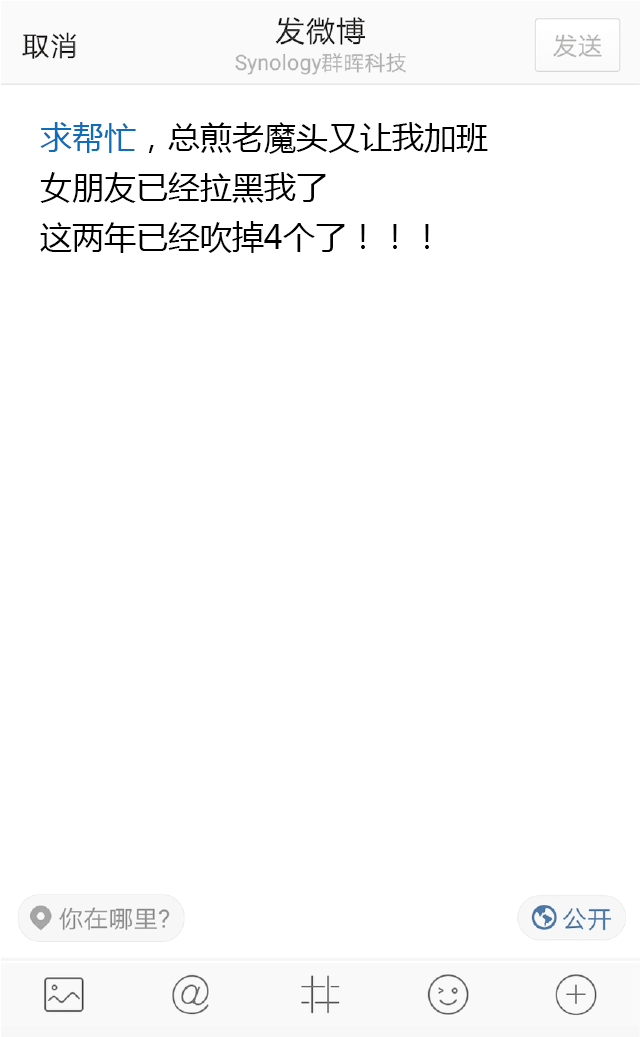 取消
发微博
Synology群晖科技
发送
求帮忙，总煎老魔头又让我加班
女朋友已经拉黑我了
这两年已经吹掉4个了！！！
你在哪里?
公开